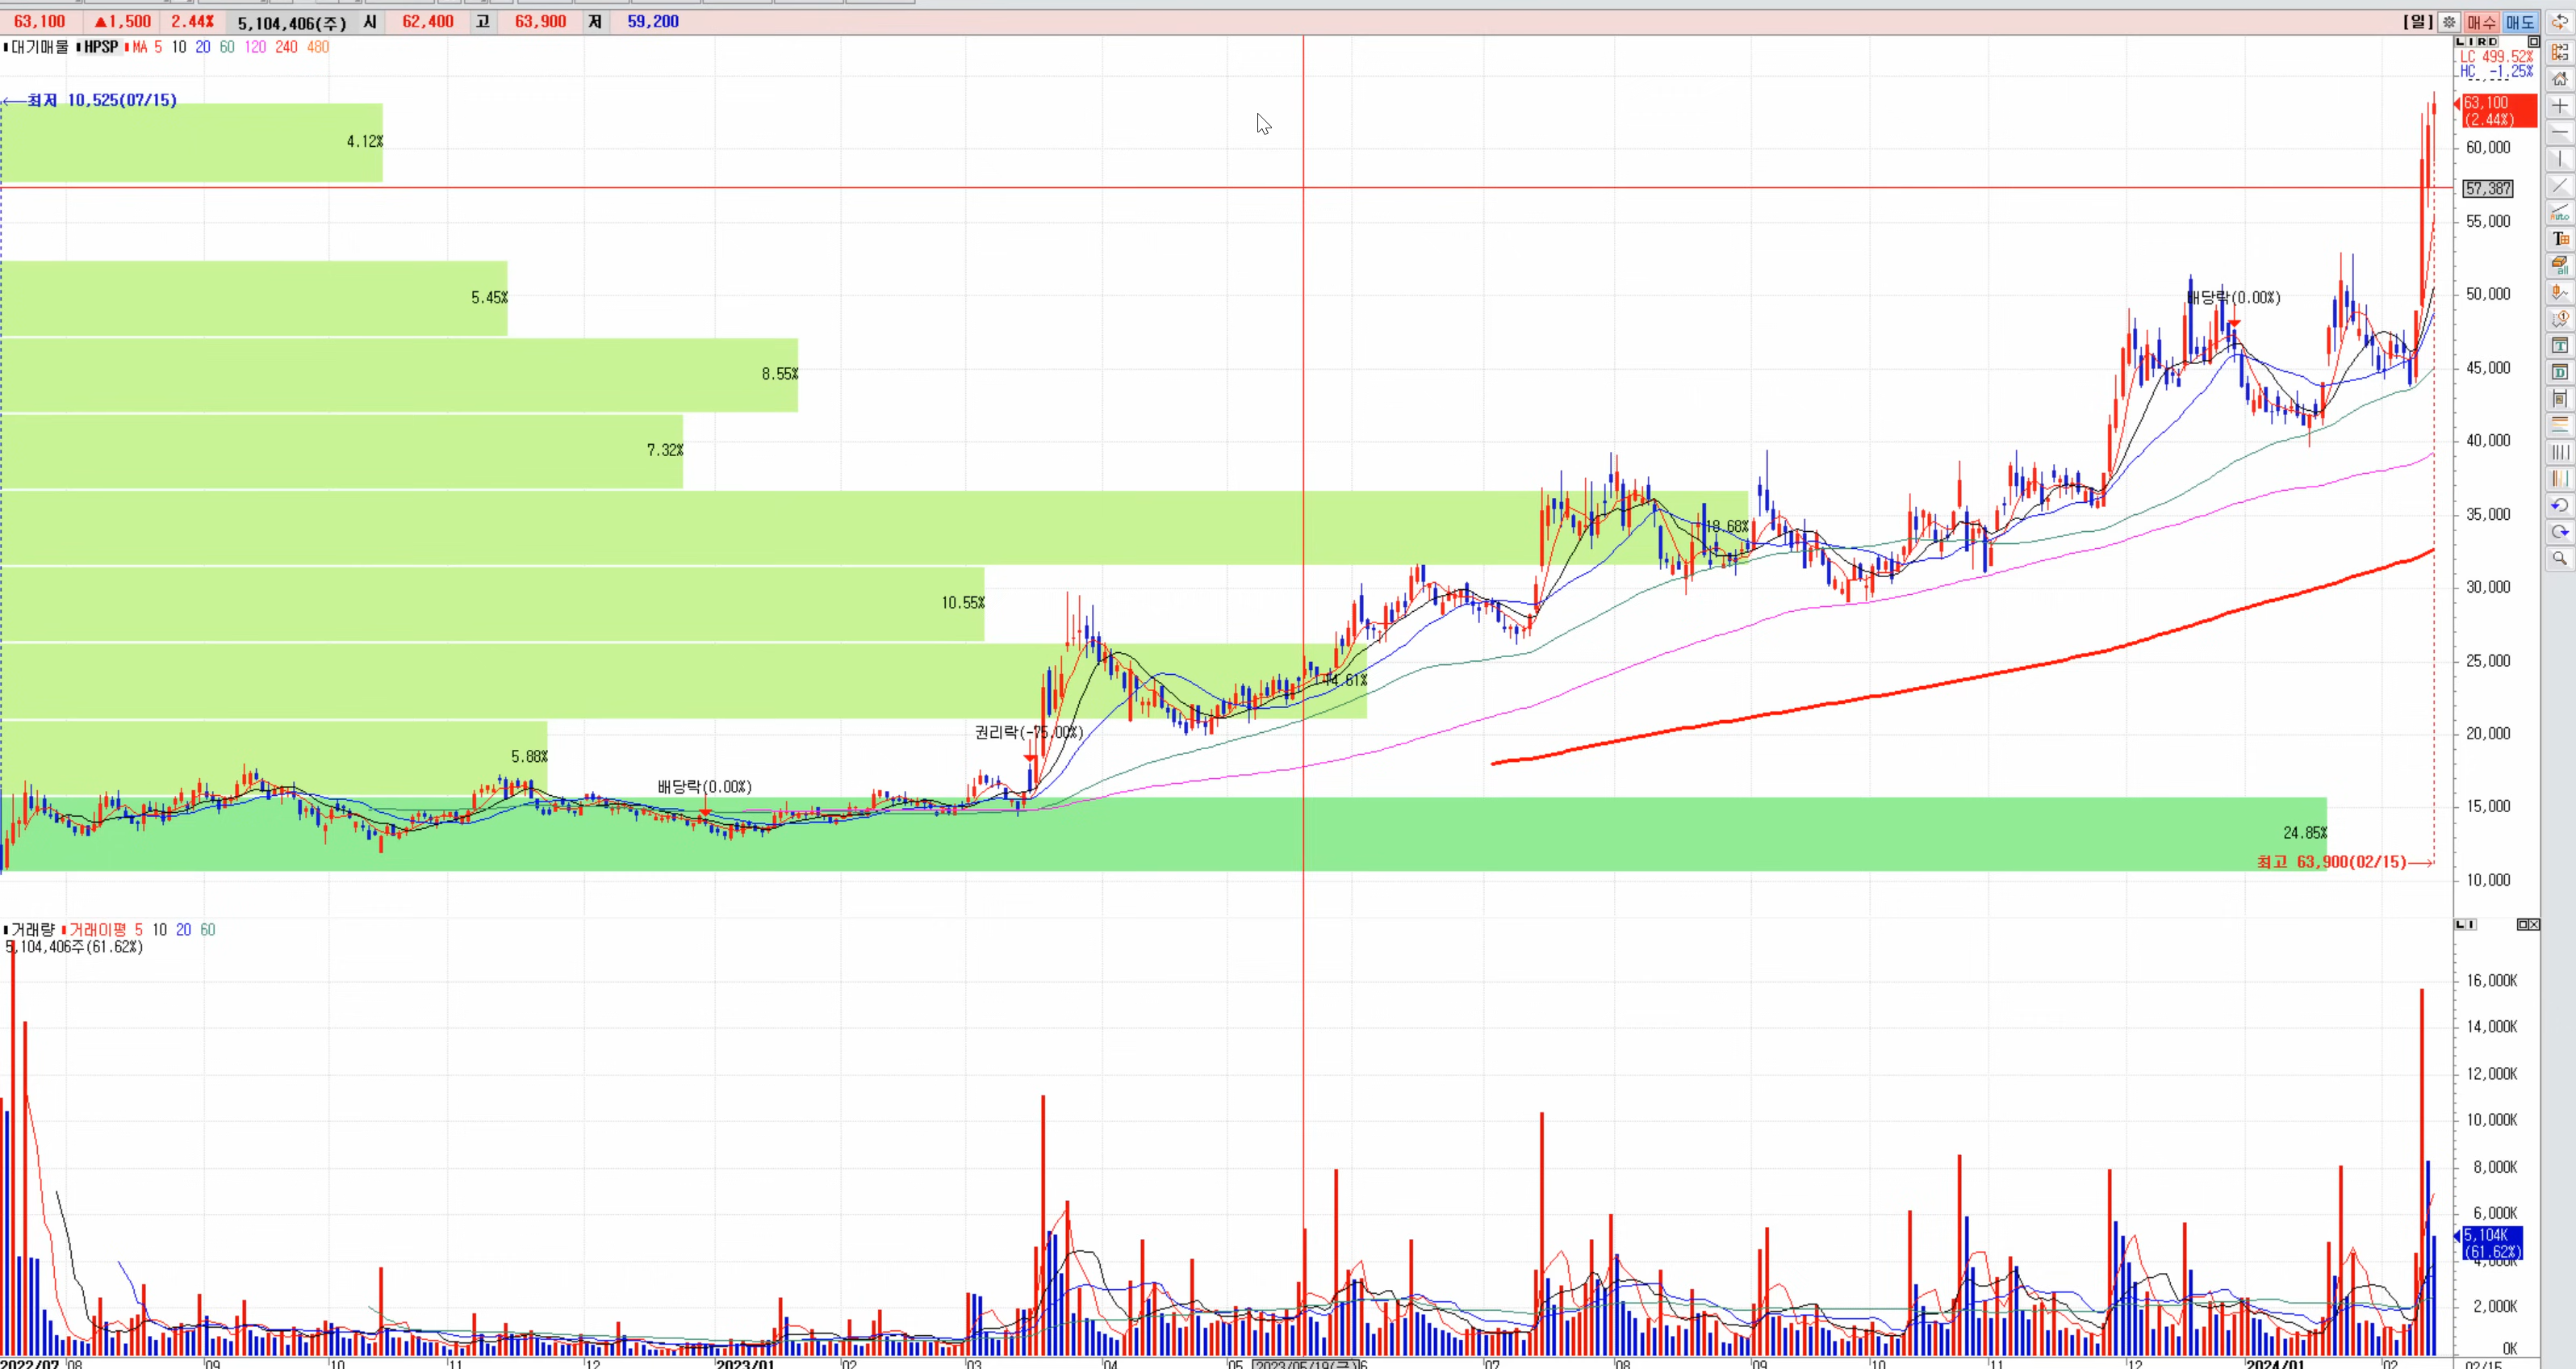 63,100 ▲1,500 2.44% 5,104,406(주) 시 62,400 고 63,900 저 59,200 [일] 매수 매도
대기매물 HPSP MA 5 10 20 60 120 240 480
L I R D
LC 499.52%
HC -1.25%
←최저 10,525(07/15)
63,100
(2.44%)
4.12%
60,000
57,387
55,000
5.45%
배당락(0.00%)
50,000
8.55%
45,000
7.32%
40,000
18.68%
35,000
10.55%
30,000
25,000
14.61%
권리락(-75.00%)
20,000
5.88%
배당락(0.00%)
15,000
24.85%
최고 63,900(02/15)→
10,000
거래량 거래이평 5 10 20 60
L I
5,104,406주(61.62%)
16,000K
14,000K
12,000K
10,000K
8,000K
6,000K
5,104K
(61.62%)
4,000K
2,000K
0K
2022/07 08 09 10 11 12 2023/01 02 03 04 05 2023/05/19(금) 6 07 08 09 10 11 12 2024/01 02 02/15
Auto
T
all
T
D